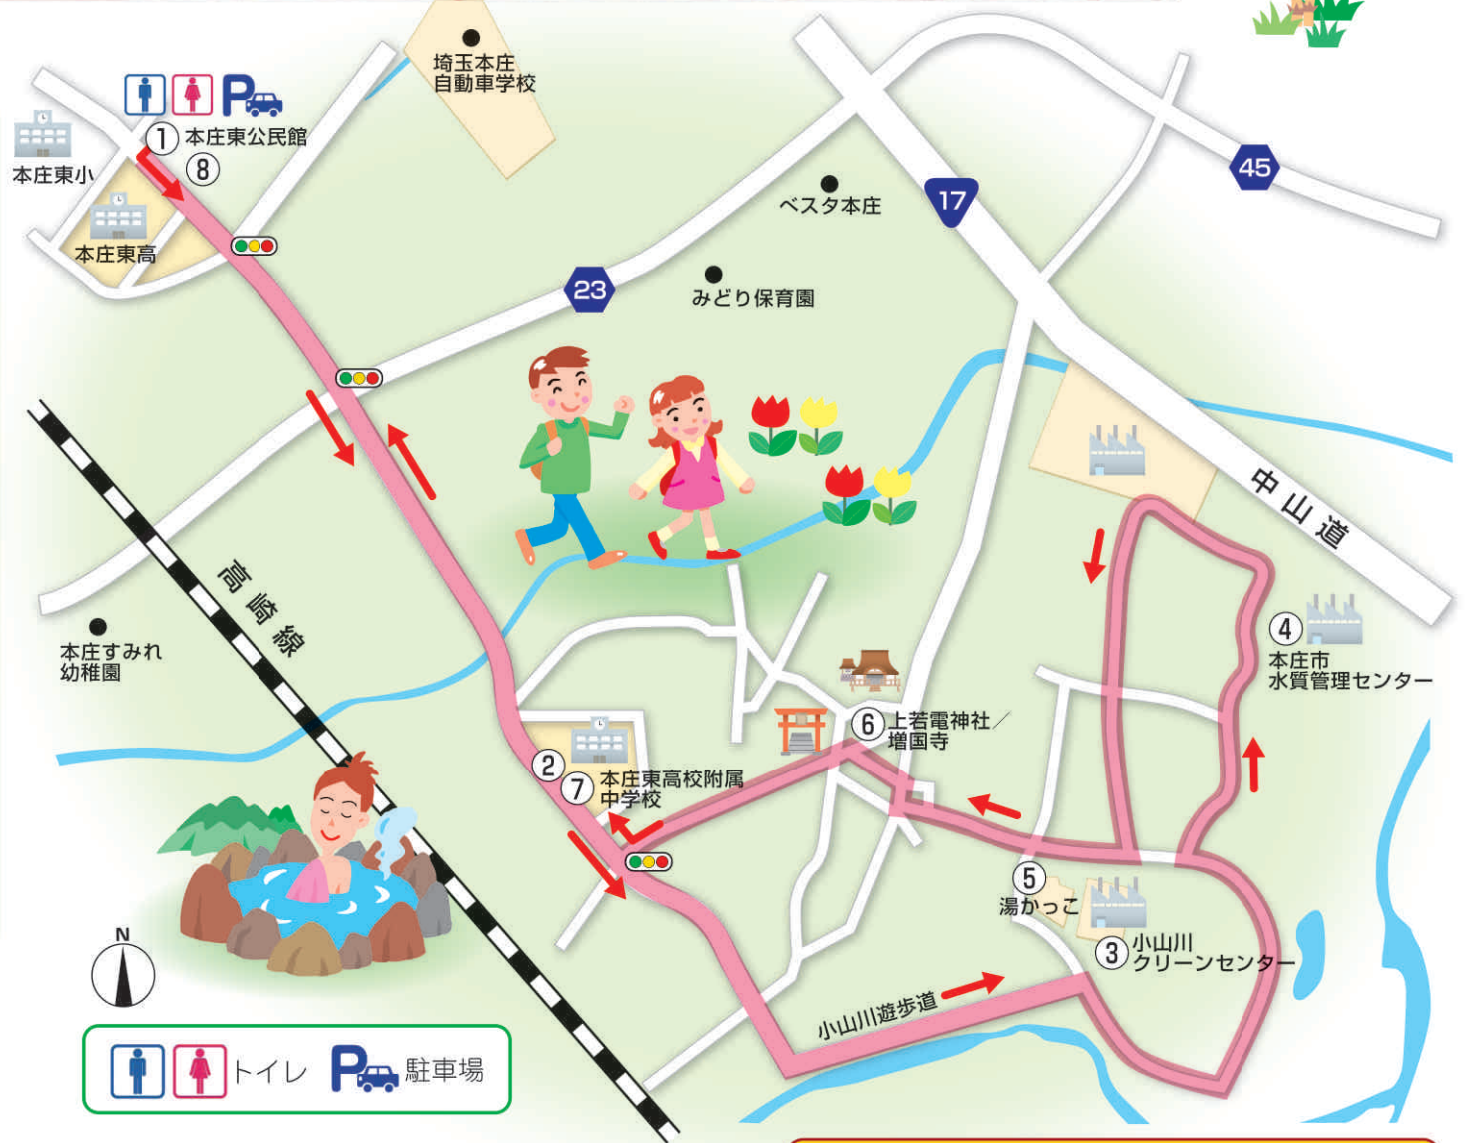 埼玉本庄
自動車学校
P
①本庄東公民館
⑧
本庄東小
本庄東高
45
17
ベスタ本庄
23
みどり保育園
中山道
高崎線
本庄すみれ
幼稚園
④
本庄市
水質管理センター
⑥上若電神社／
増国寺
②
⑦本庄東高校附属
中学校
⑤
湯かっこ
③小山川
クリーンセンター
小山川遊歩道
N
トイレ P 駐車場